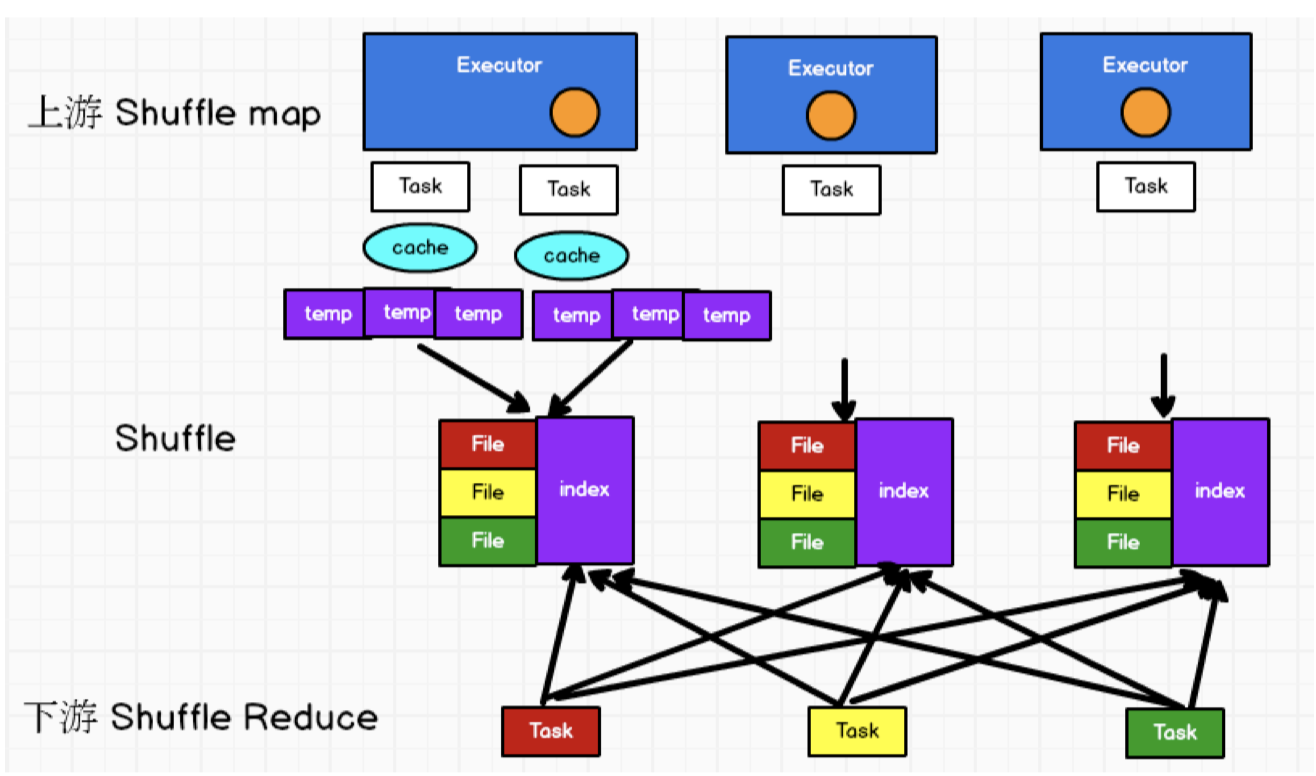 Executor
Executor
Executor
上游 Shuffle map
Task
Task
Task
Task
cache
cache
temp
temp
temp
temp
temp
temp
Shuffle
File
File
File
index
File
File
File
index
File
File
File
index
下游 Shuffle Reduce
Task
Task
Task